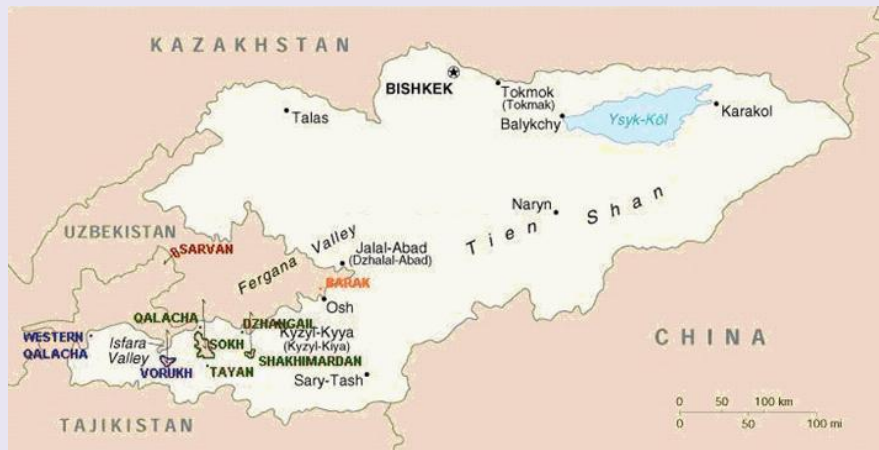 KAZAKHSTAN
BISHKEK
Tokmok
(Tokmak)
Talas
Balykchy
Ysyk-Köl
Karakol
Naryn
Tien Shan
UZBEKISTAN
SARVAN
Fergana Valley
Jalal-Abad
(Dzhalal-Abad)
BARAK
Osh
QALACHA
DZHANGAIL
WESTERN
QALACHA
Isfara
Valley
SOKH
Kyzyl-Kyya
(Kyzyl-Kiya)
SHAKHIMARDAN
VORUKH
TAYAN
Sary-Tash
CHINA
TAJIKISTAN
0 50 100 km
0 50 100 mi